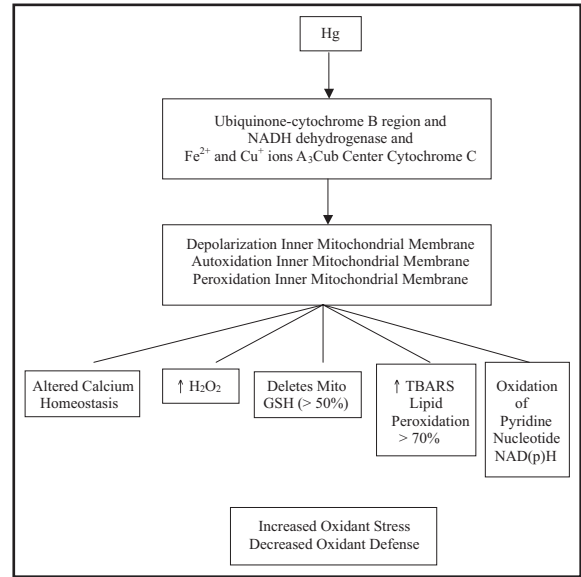 Hg
Ubiquinone-cytochrome B region and
NADH dehydrogenase and
Fe²⁺ and Cu⁺ ions A₃Cub Center Cytochrome C
Depolarization Inner Mitochondrial Membrane
Autoxidation Inner Mitochondrial Membrane
Peroxidation Inner Mitochondrial Membrane
Altered Calcium
Homeostasis
↑ H₂O₂
Deletes Mito
GSH (> 50%)
↑ TBARS
Lipid
Peroxidation
> 70%
Oxidation
of
Pyridine
Nucleotide
NAD(p)H
Increased Oxidant Stress
Decreased Oxidant Defense